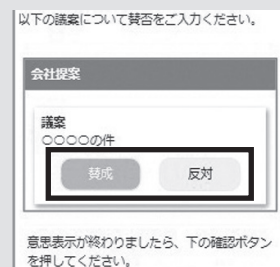 以下の議案について賛否をご入力ください。
会社提案
議案
○○○○の件
賛成
反対
意思表示が終わりましたら、下の確認ボタン
を押してください。